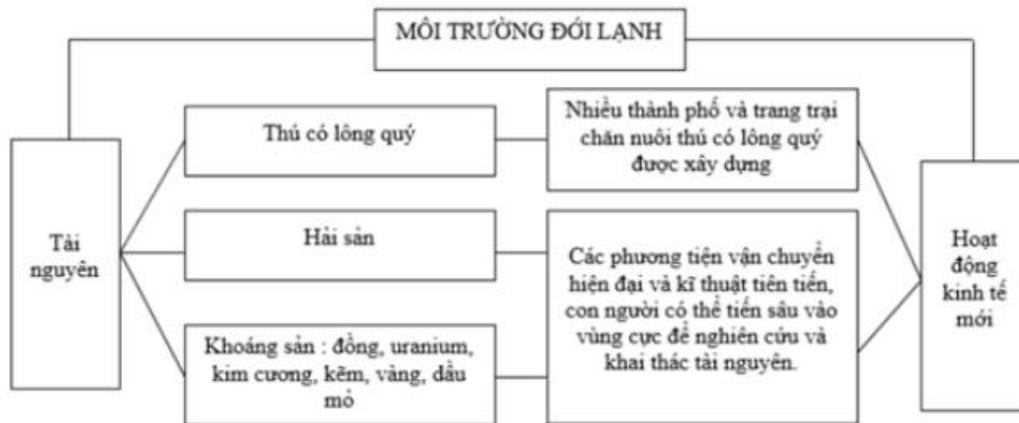 MÔI TRƯỜNG ĐỚI LẠNH
Tài
nguyên
Thú có lông quý
Hải sản
Khoáng sản : đồng, uranium,
kim cương, kẽm, vàng, dầu
mỏ
Nhiều thành phố và trang trại
chăn nuôi thú có lông quý
được xây dựng
Các phương tiện vận chuyển
hiện đại và kĩ thuật tiên tiến,
con người có thể tiến sâu vào
vùng cực để nghiên cứu và
khai thác tài nguyên.
Hoạt
động
kinh tế
mới